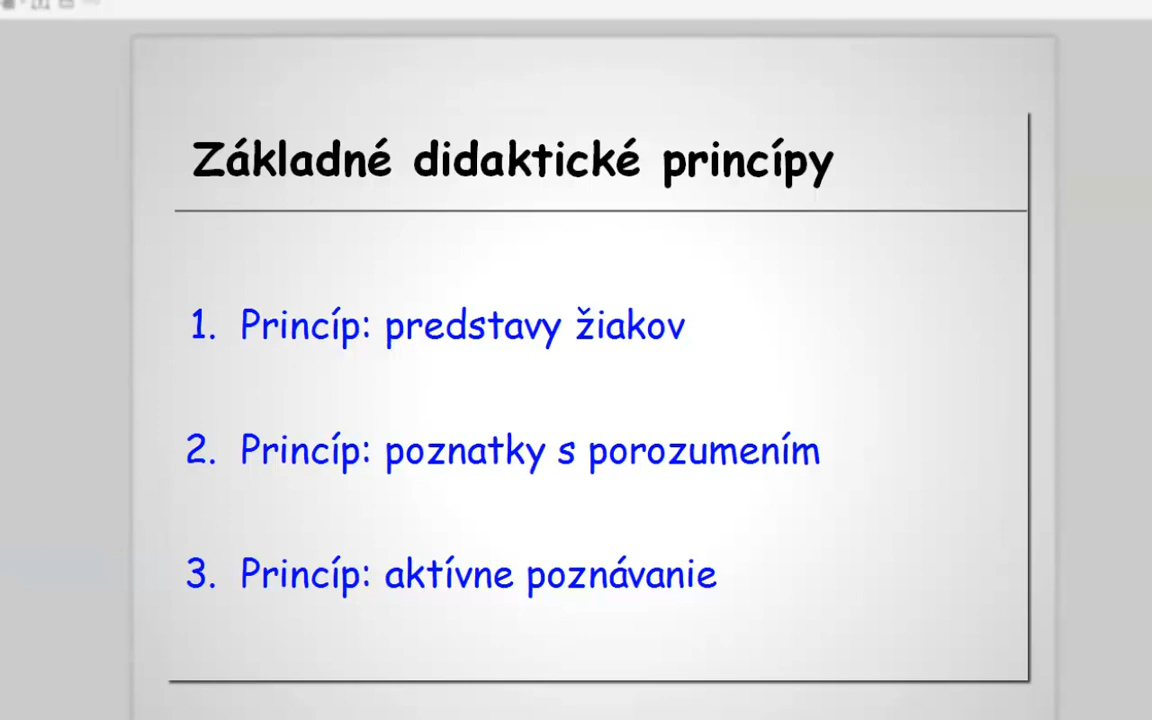 Základné didaktické princípy
1. Princíp: predstavy žiakov
2. Princíp: poznatky s porozumením
3. Princíp: aktívne poznávanie